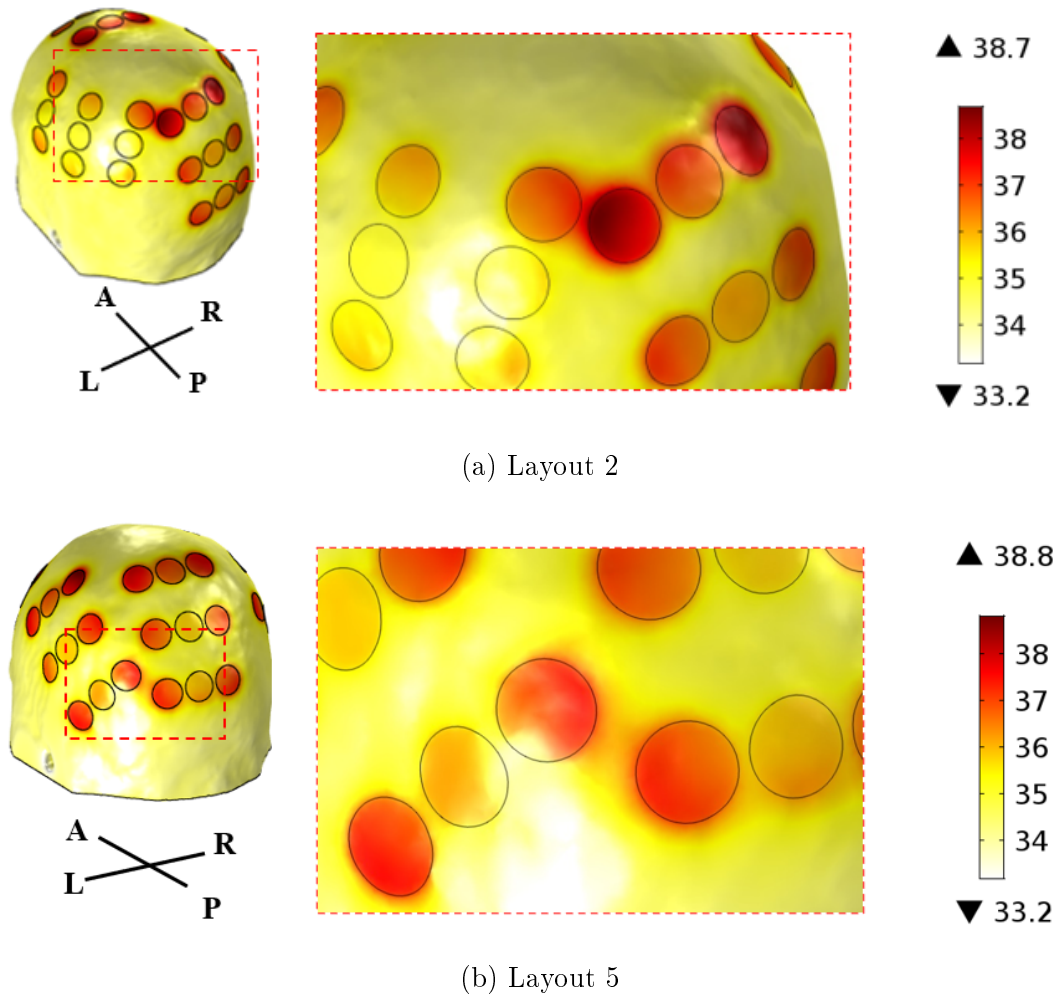 ▲ 38.7
38
37
36
35
34
▼ 33.2
A
R
L
P
(a) Layout 2
▲ 38.8
38
37
36
35
34
▼ 33.2
A
R
L
P
(b) Layout 5